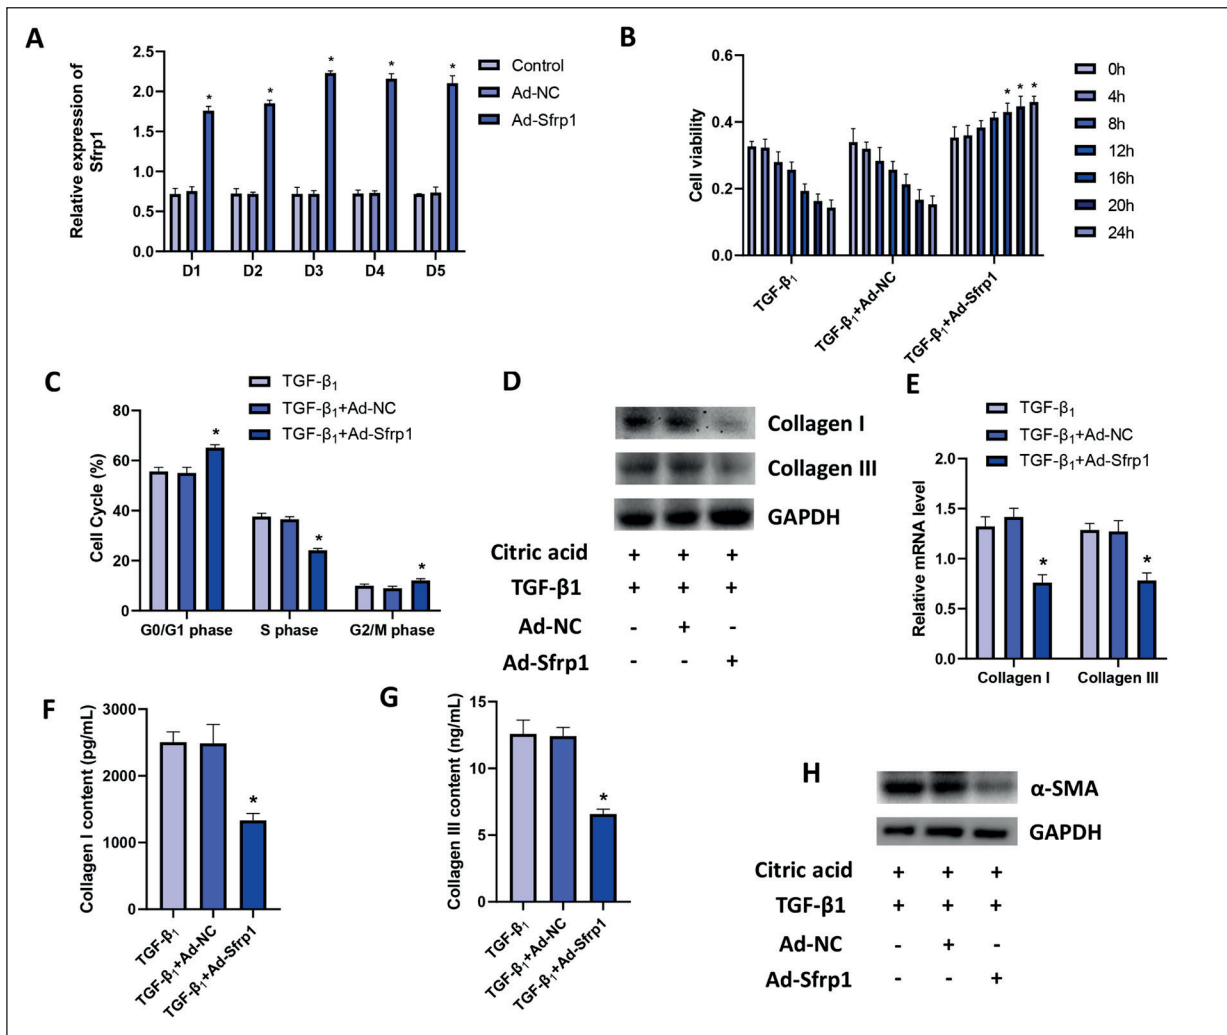 A
Relative expression of
Sfrp1
2.5
2.0
1.5
1.0
0.5
0.0
D1 D2 D3 D4 D5
Control
Ad-NC
Ad-Sfrp1
B
Cell viability
0.6
0.4
0.2
0.0
* * * * *
* * *
TGF-β₁
TGF-β₁+Ad-NC
TGF-β₁+Ad-Sfrp1
0h
4h
8h
12h
16h
20h
24h
C
TGF-β₁
TGF-β₁+Ad-NC
TGF-β₁+Ad-Sfrp1
Cell Cycle (%)
80
60
40
20
0
* * *
G0/G1 phase S phase G2/M phase
D
Collagen I
Collagen III
GAPDH
Citric acid + + +
TGF-β1 + + +
Ad-NC - + -
Ad-Sfrp1 - - +
E
TGF-β₁
TGF-β₁+Ad-NC
TGF-β₁+Ad-Sfrp1
Relative mRNA level
2.0
1.5
1.0
0.5
0.0
* *
Collagen I Collagen III
F
Collagen I content (pg/mL)
3000
2000
1000
0
*
TGF-β₁
TGF-β₁+Ad-NC
TGF-β₁+Ad-Sfrp1
G
Collagen III content (ng/mL)
15
10
5
0
*
TGF-β₁
TGF-β₁+Ad-NC
TGF-β₁+Ad-Sfrp1
H
α-SMA
GAPDH
Citric acid + + +
TGF-β1 + + +
Ad-NC - + -
Ad-Sfrp1 - - +